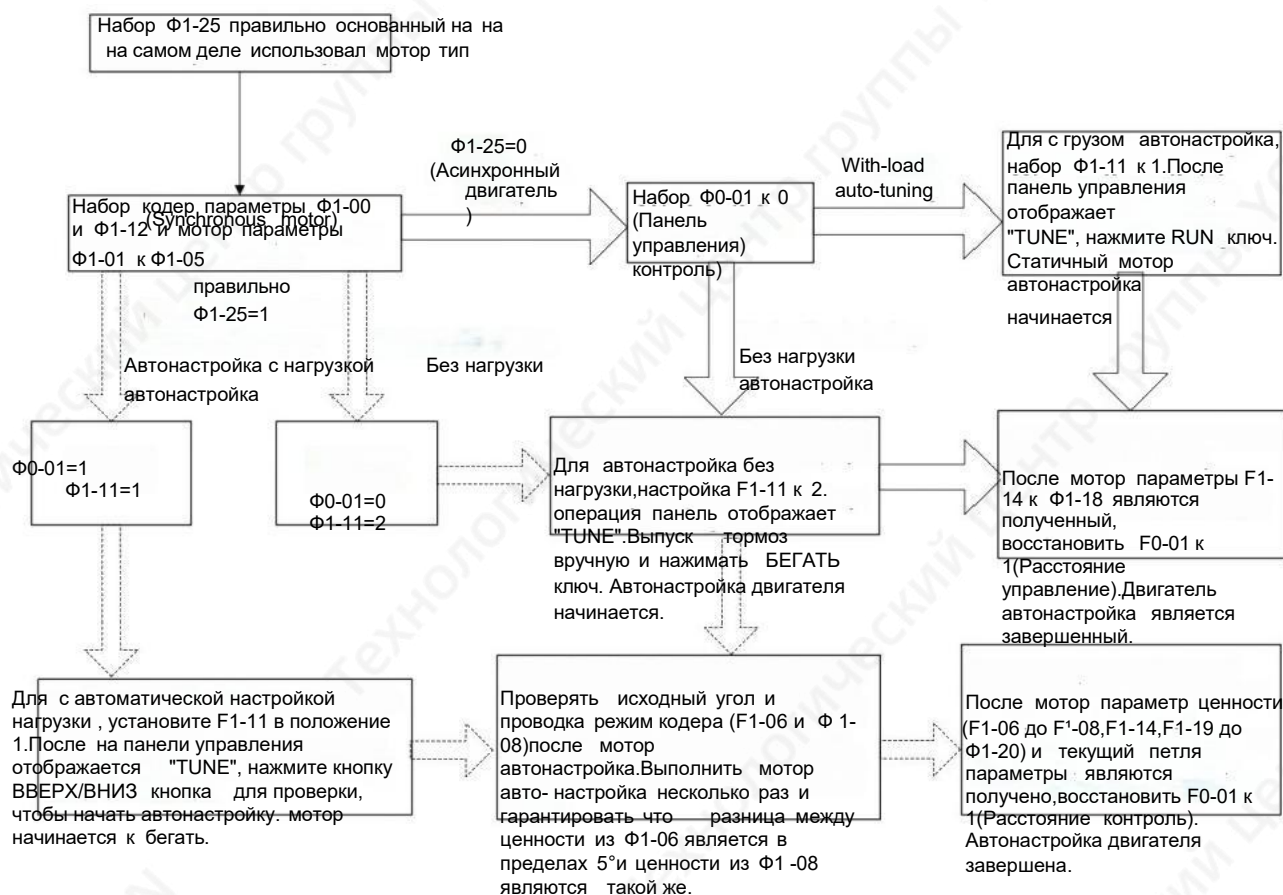 Набор Ф1-25 правильно основанный на на
на самом деле использовал мотор тип
Ф1-25=0
(Асинхронный
двигатель
)
With-load
auto-tuning
Для с грузом автонастройка,
набор Ф1-11 к 1.После
панель управления
отображает
"TUNE", нажмите RUN ключ.
Статичный мотор
автонастройка
начинается
Набор кодер параметры Ф1-00
(Synchronous motor)
и Ф1-12 и мотор параметры
Ф1-01 к Ф1-05
правильно
Ф1-25=1
Набор Ф0-01 к 0
(Панель
управления)
контроль)
Автонастройка с нагрузкой
автонастройка
Без нагрузки
Без нагрузки
автонастройка
Ф0-01=1
Ф1-11=1
Ф0-01=0
Ф1-11=2
Для автонастройка без
нагрузки,настройка F1-11 к 2.
операция панель отображает
"TUNE".Выпуск тормоз
вручную и нажимать БЕГАТЬ
ключ. Автонастройка двигателя
начинается.
После мотор параметры F1-
14 к Ф1-18 являются
полученный,
восстановить F0-01 к
1(Расстояние
управление).Двигатель
автонастройка является
завершенный.
Для с автоматической настройкой
нагрузки , установите F1-11 в положение
1.После на панели управления
отображается "TUNE", нажмите кнопку
ВВЕРХ/ВНИЗ кнопка для проверки,
чтобы начать автонастройку. мотор
начинается к бегать.
Проверять исходный угол и
проводка режим кодера (F1-06 и Ф 1-
08)после мотор
автонастройка.Выполнить мотор
авто- настройка несколько раз и
гарантировать что разница между
ценности из Ф1-06 является в
пределах 5°и ценности из Ф1 -08
являются такой же.
После мотор параметр ценности
(F1-06 до F¹-08,F1-14,F1-19 до
Ф1-20) и текущий петля
параметры являются
получено,восстановить F0-01 к
1(Расстояние контроль).
Автонастройка двигателя
завершена.